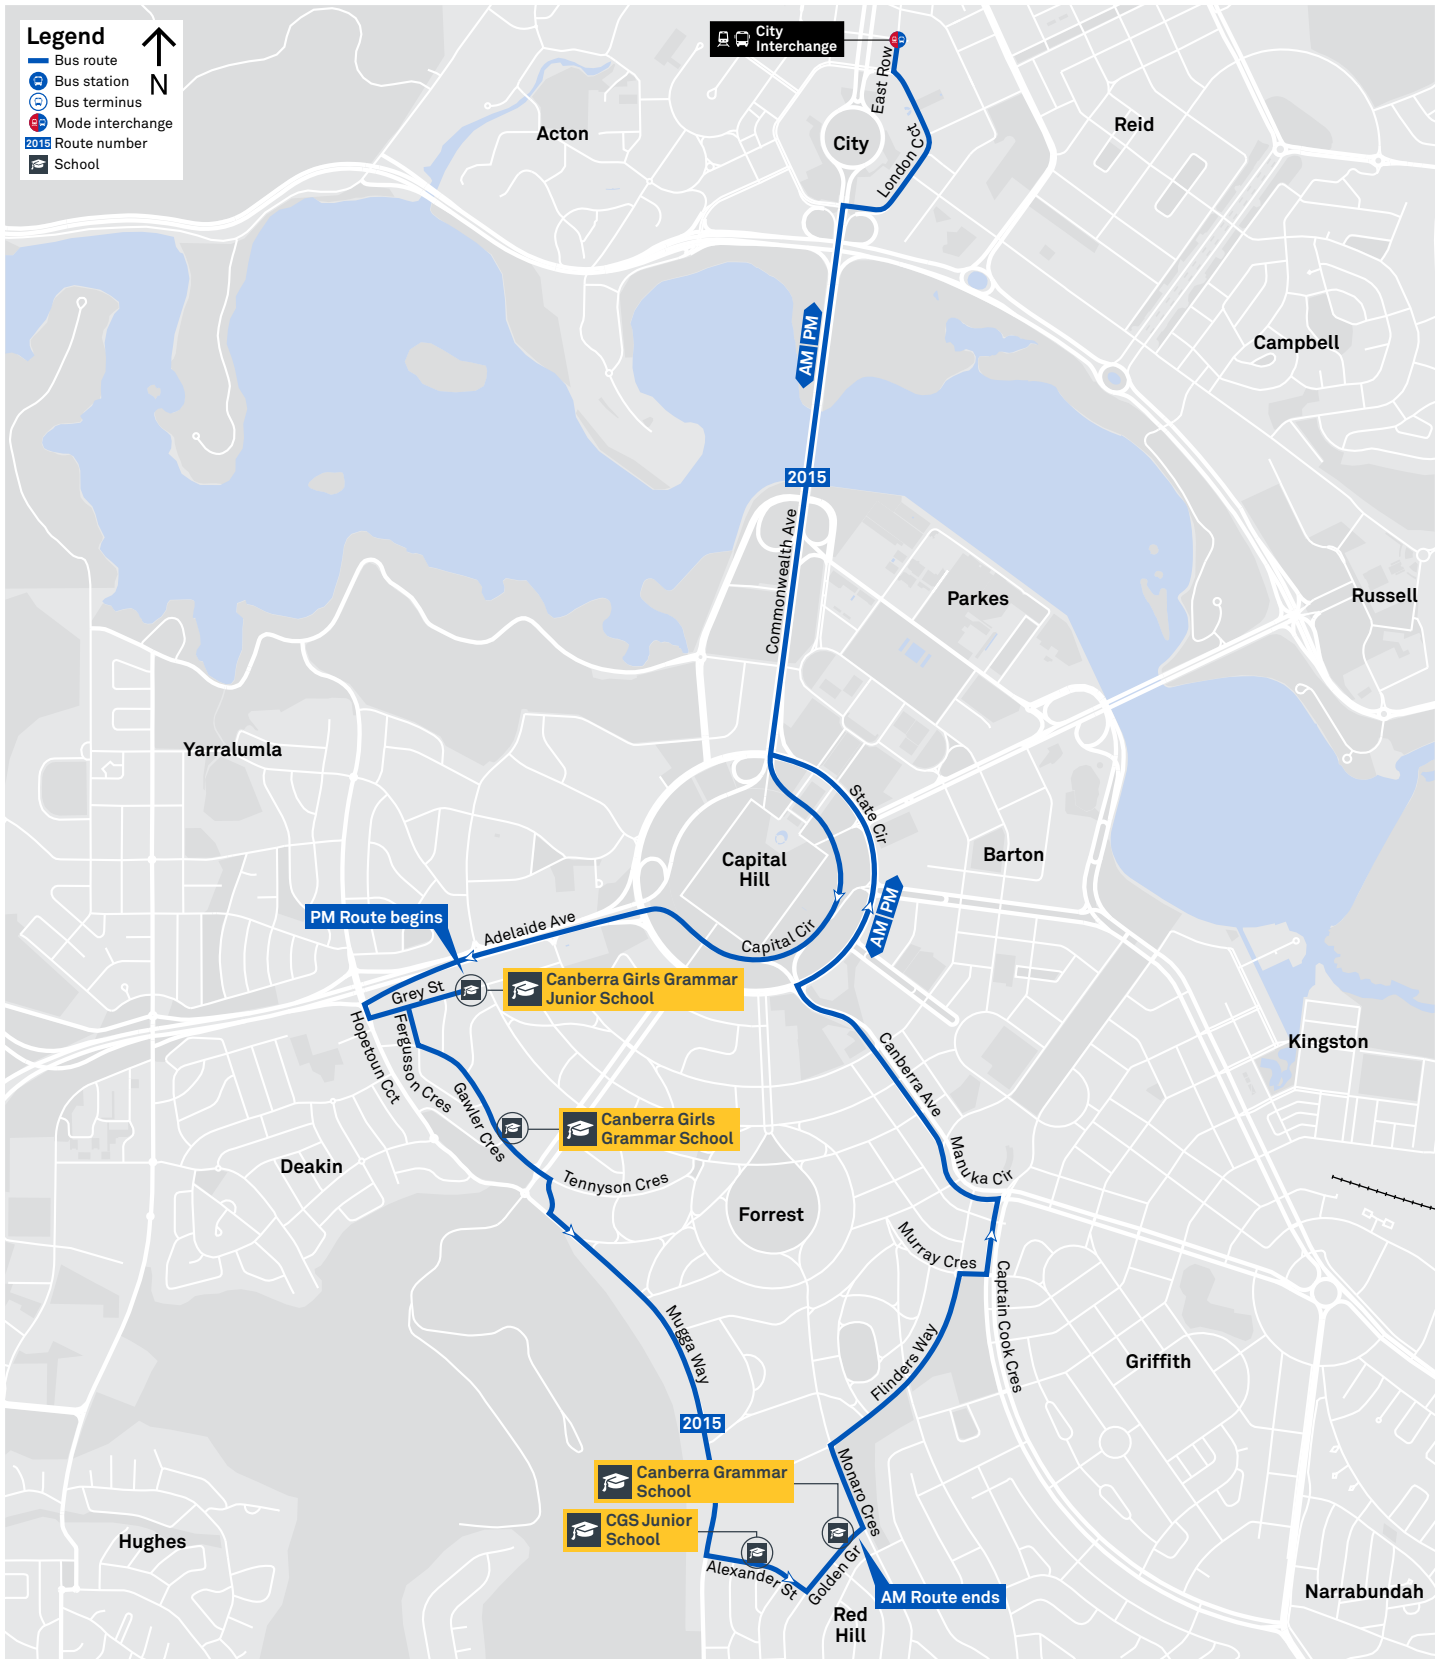 Legend
N
Bus route
Bus station
Bus terminus
Mode interchange
2015 Route number
School
City
Interchange
East Row
London Cct
City
Acton
Reid
Campbell
AM | PM
2015
Commonwealth Ave
Parkes
Russell
Yarralumla
State Cir
Capital
Hill
Barton
AM | PM
PM Route begins
Adelaide Ave
Capital Cir
Canberra Girls Grammar
Junior School
Grey St
Hopetoun Cct
Fergusson Cres
Gawler Cres
Canberra Ave
Kingston
Canberra Girls
Grammar School
Deakin
Tennyson Cres
Manuka Cir
Forrest
Murray Cres
Captain Cook Cres
Mugga Way
Flinders Way
Griffith
2015
Canberra Grammar
School
Monaro Cres
CGS Junior
School
Hughes
Alexander St
Golden Gr
AM Route ends
Red
Hill
Narrabundah